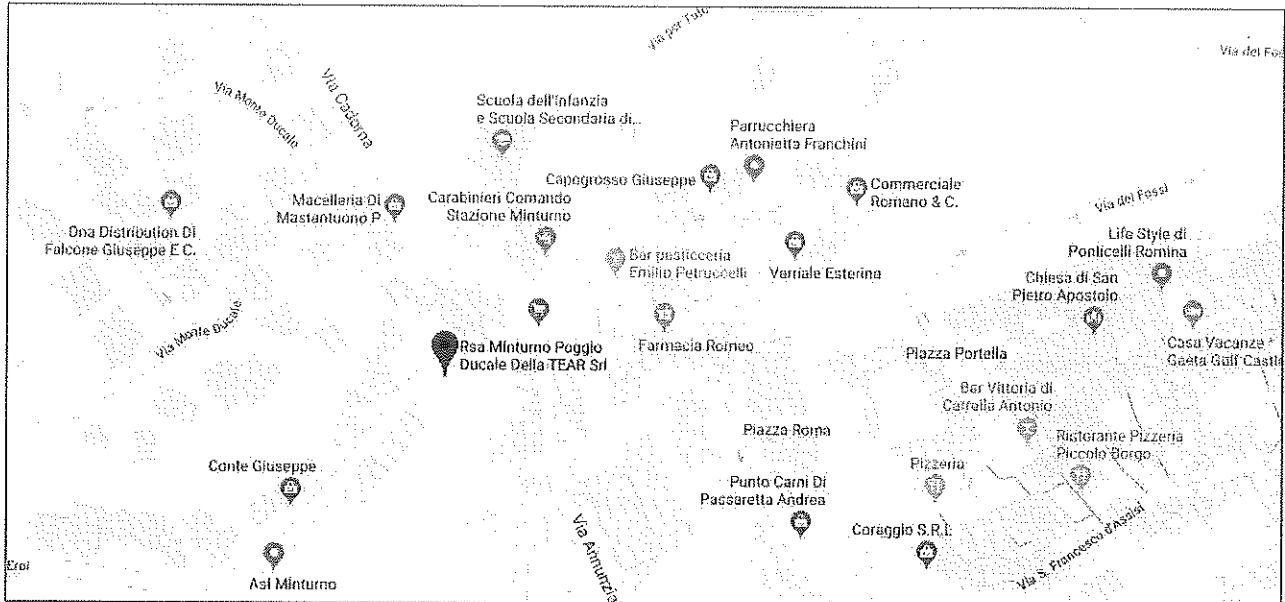 Via per Tufo
Via del Fos
Via Monte Ducale
Via Cadorna
Scuola dell'Infanzia
e Scuola Secondaria di...
Parrucchiera
Antonietta Franchini
Capogrosso Giuseppe
Commerciale
Romano & C.
Via dei Fossi
Macelleria Di
Mastantuono P
Carabinieri Comando
Stazione Minturno
Dna Distribution Di
Falcone Giuseppe E C.
Bar pasticceria
Emilio Petruccelli
Varriale Esterina
Life Style di
Ponticelli Romina
Chiesa di San
Pietro Apostolo
Via Monte Ducale
Rsa Minturno Poggio
Ducale Della TEAR Srl
Farmacia Romeo
Piazza Portella
Casa Vacanze
Gaeta Gulf Castle
Bar Vittoria di
Carrella Antonio
Piazza Roma
Ristorante Pizzeria
Piccolo Borgo
Conte Giuseppe
Pizzeria
Punto Carni Di
Passaretta Andrea
Coraggio S.R.L.
Via Annunzia
Via S. Francesco d'Assisi
Eroi
Asl Minturno